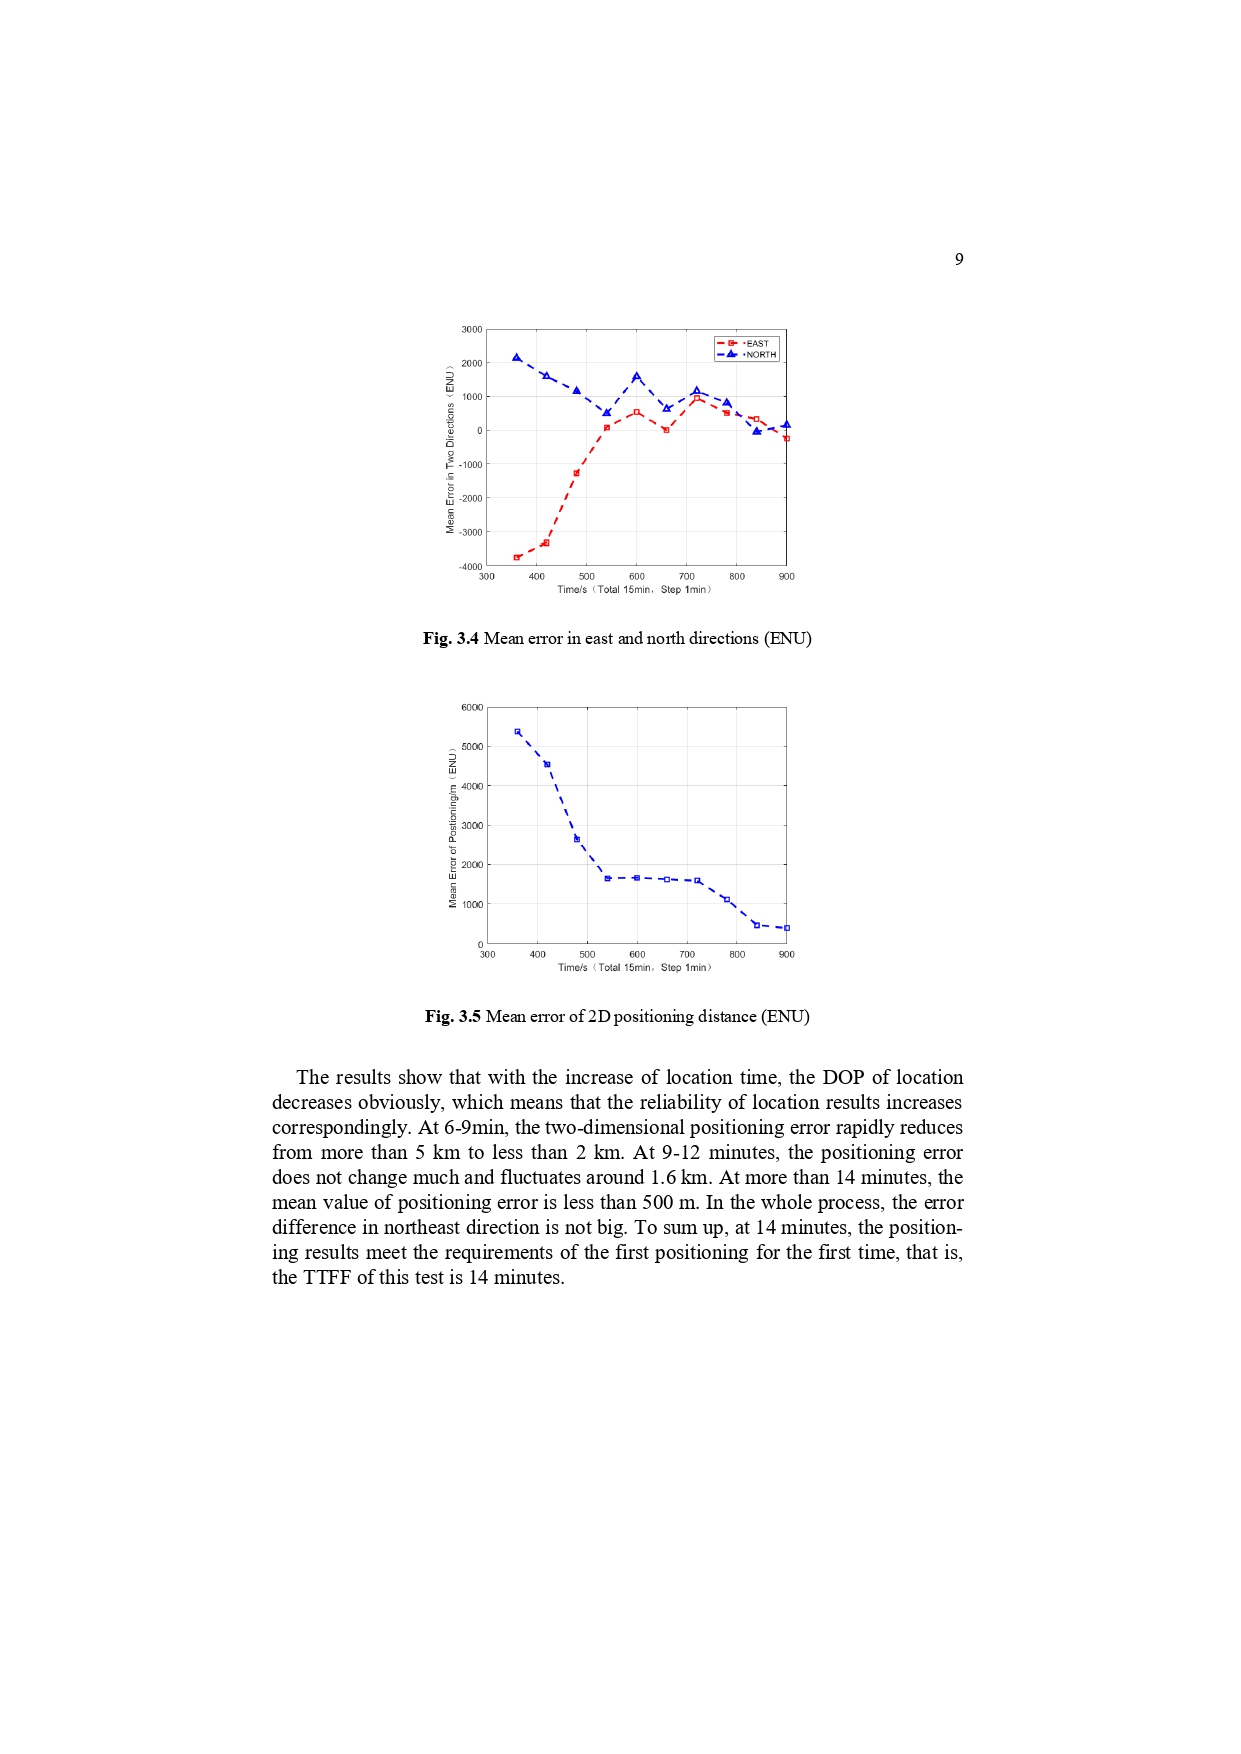 9
3000
2000
1000
0
-1000
-2000
-3000
-4000
Mean Error in Two Directions（ENU）
EAST
NORTH
300 400 500 600 700 800 900
Time/s（Total 15min，Step 1min）
Fig. 3.4 Mean error in east and north directions (ENU)
6000
5000
4000
3000
2000
1000
0
Mean Error of Postioning/m（ENU）
300 400 500 600 700 800 900
Time/s（Total 15min，Step 1min）
Fig. 3.5 Mean error of 2D positioning distance (ENU)
The results show that with the increase of location time, the DOP of location
decreases obviously, which means that the reliability of location results increases
correspondingly. At 6-9min, the two-dimensional positioning error rapidly reduces
from more than 5 km to less than 2 km. At 9-12 minutes, the positioning error
does not change much and fluctuates around 1.6 km. At more than 14 minutes, the
mean value of positioning error is less than 500 m. In the whole process, the error
difference in northeast direction is not big. To sum up, at 14 minutes, the position-
ing results meet the requirements of the first positioning for the first time, that is,
the TTFF of this test is 14 minutes.